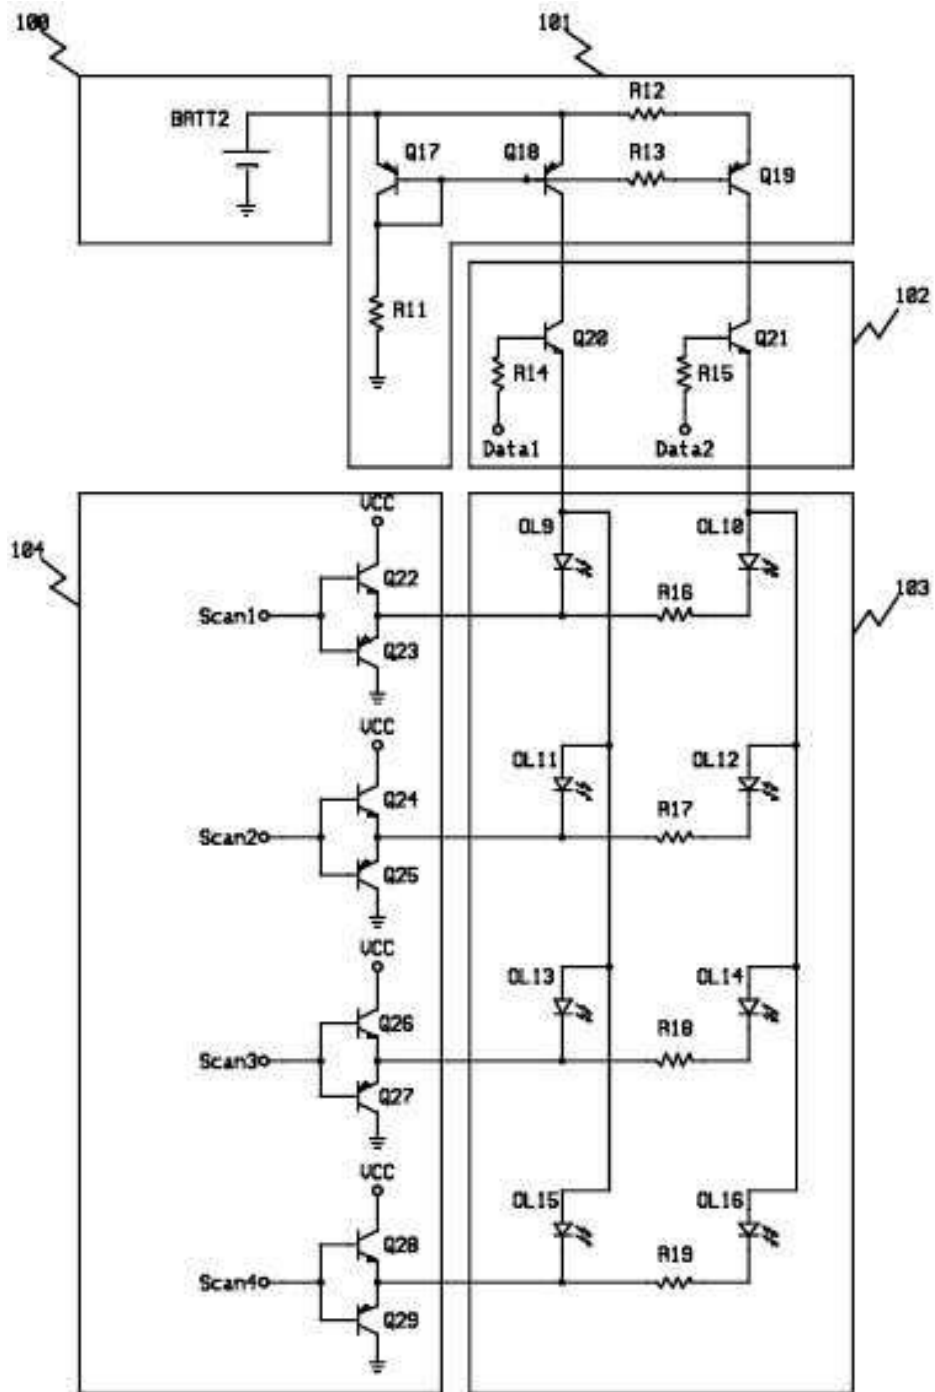 100
101
BATT2
R12
Q17
Q18
R13
Q19
R11
102
Q20
Q21
R14
R15
Data1
Data2
104
VCC
OL9
OL10
Q22
R16
103
Scan1
Q23
VCC
OL11
OL12
Q24
R17
Scan2
Q25
VCC
OL13
OL14
Q26
R18
Scan3
Q27
VCC
OL15
OL16
Q28
R19
Scan4
Q29